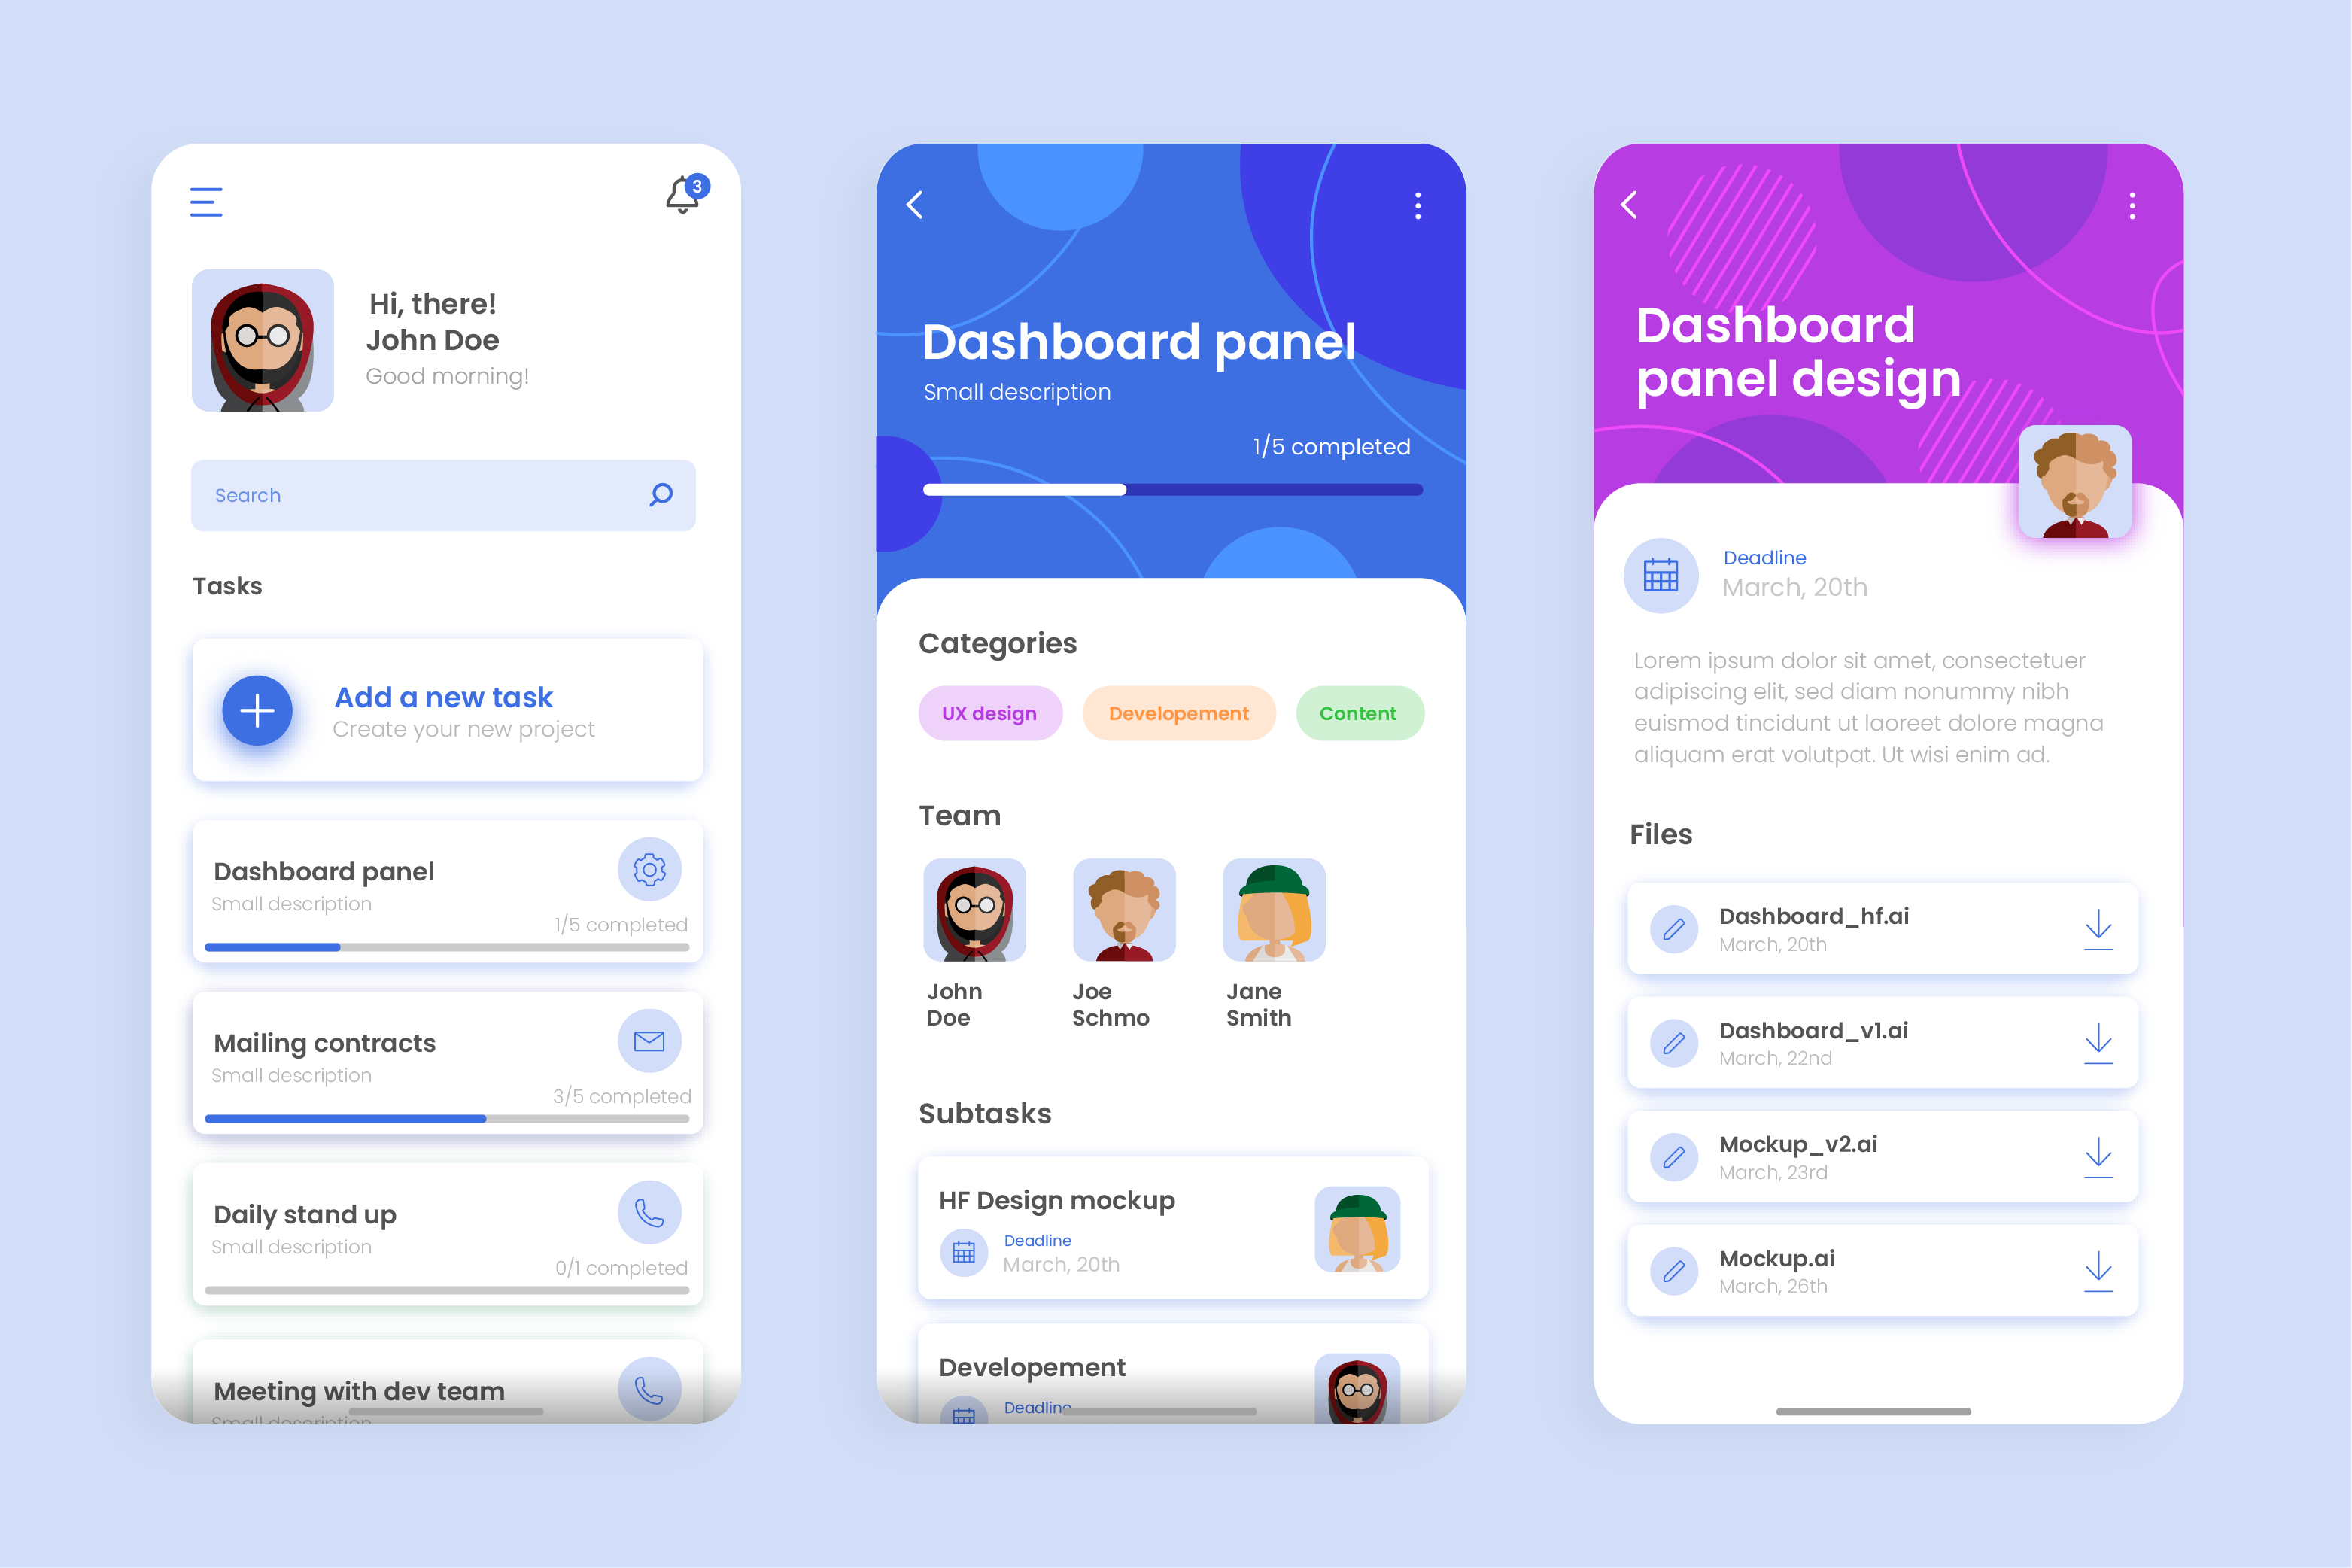 3
Hi, there!
John Doe
Good morning!
Search
Tasks
Add a new task
Create your new project
Dashboard panel
Small description
1/5 completed
Mailing contracts
Small description
3/5 completed
Daily stand up
Small description
0/1 completed
Meeting with dev team
Small description
Dashboard panel
Small description
1/5 completed
Categories
UX design
Developement
Content
Team
John
Doe
Joe
Schmo
Jane
Smith
Subtasks
HF Design mockup
Deadline
March, 20th
Developement
Deadline
Dashboard
panel design
Deadline
March, 20th
Lorem ipsum dolor sit amet, consectetuer
adipiscing elit, sed diam nonummy nibh
euismod tincidunt ut laoreet dolore magna
aliquam erat volutpat. Ut wisi enim ad.
Files
Dashboard_hf.ai
March, 20th
Dashboard_v1.ai
March, 22nd
Mockup_v2.ai
March, 23rd
Mockup.ai
March, 26th